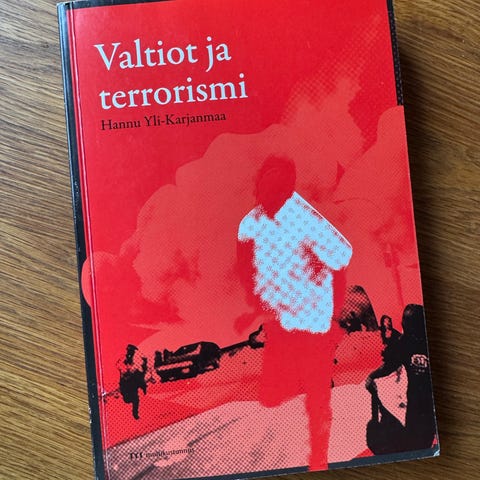 Valtiot ja
terrorismi
Hannu Yli-Karjanmaa